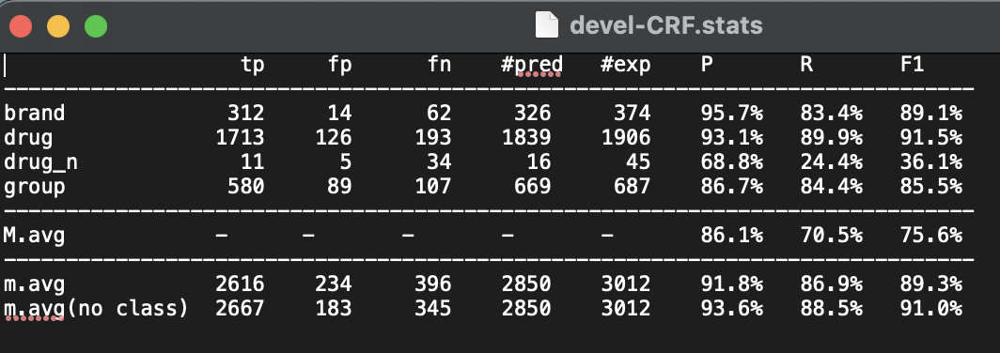 devel-CRF.stats
tp fp fn #pred #exp P R F1
------------------------------------------------------------------------------
brand 312 14 62 326 374 95.7% 83.4% 89.1%
drug 1713 126 193 1839 1906 93.1% 89.9% 91.5%
drug_n 11 5 34 16 45 68.8% 24.4% 36.1%
group 580 89 107 669 687 86.7% 84.4% 85.5%
------------------------------------------------------------------------------
M.avg - - - - - 86.1% 70.5% 75.6%
------------------------------------------------------------------------------
m.avg 2616 234 396 2850 3012 91.8% 86.9% 89.3%
m.avg(no class) 2667 183 345 2850 3012 93.6% 88.5% 91.0%